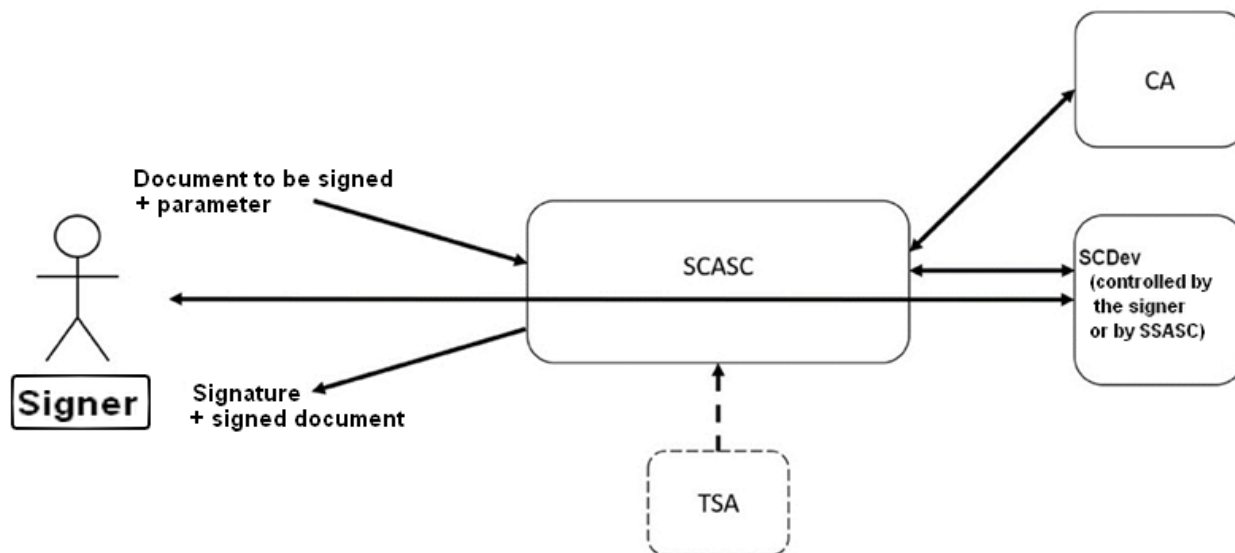 CA
Document to be signed
+ parameter
SCASC
SCDev
(controlled by
the signer
or by SSASC)
Signer
Signature
+ signed document
TSA